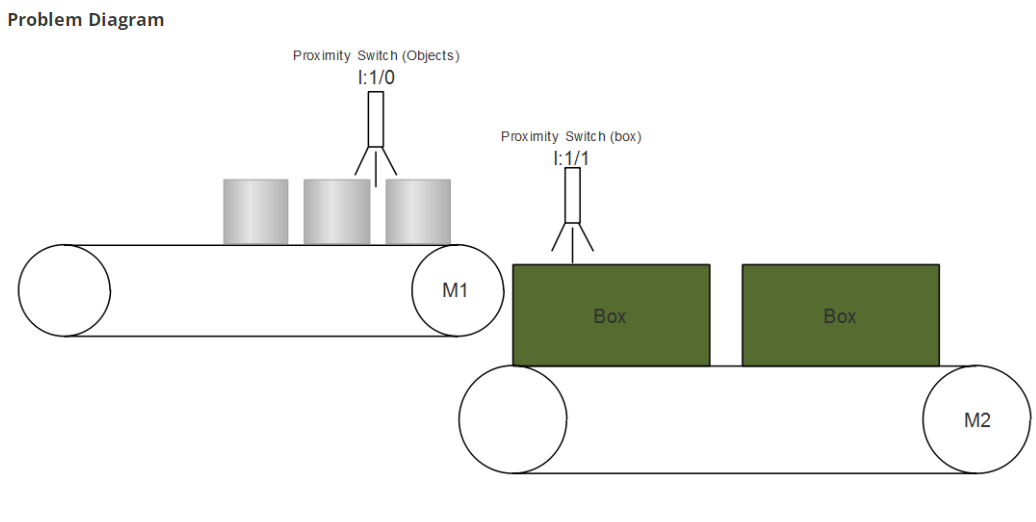 Problem Diagram
Proximity Switch (Objects)
I:1/0
Proximity Switch (box)
I:1/1
M1
Box
Box
M2